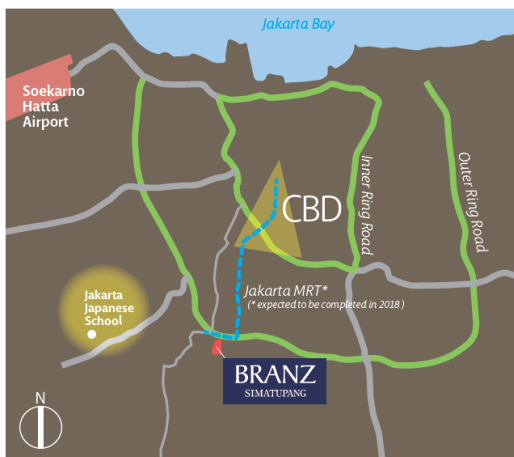 Jakarta Bay
Soekarno
Hatta
Airport
CBD
Inner Ring Road
Outer Ring Road
Jakarta MRT*
(* expected to be completed in 2018 )
Jakarta
Japanese
School
BRANZ
SIMATUPANG
N